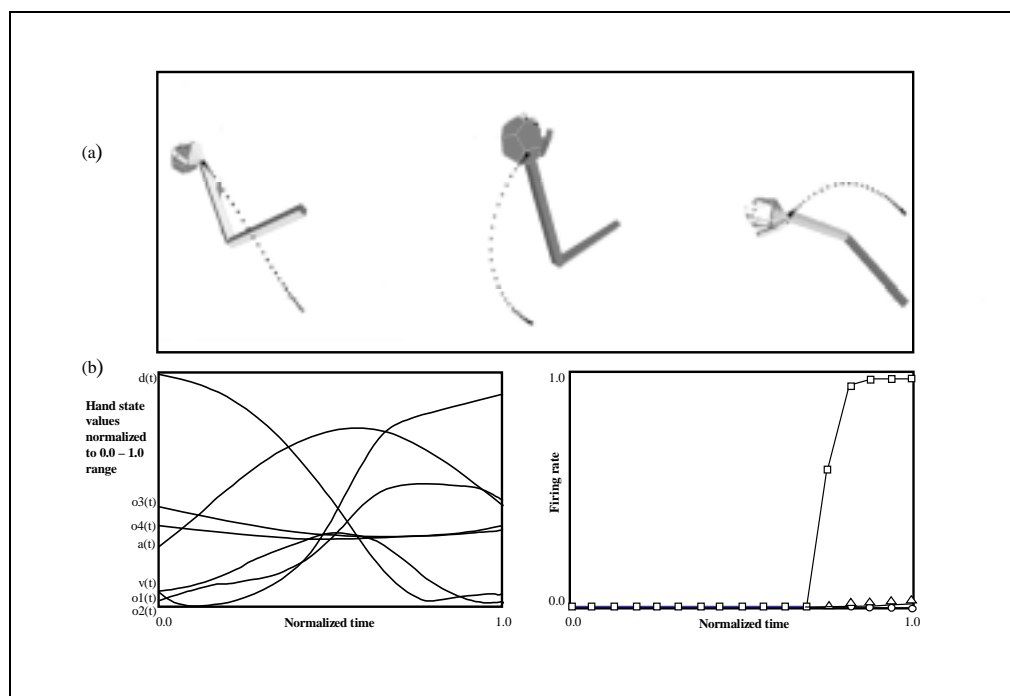 (a)
(b)
d(t)
Hand state
values
normalized
to 0.0 – 1.0
range
o3(t)
o4(t)
a(t)
v(t)
o1(t)
o2(t)
0.0
Normalized time
1.0
1.0
Firing rate
0.0
0.0
Normalized time
1.0